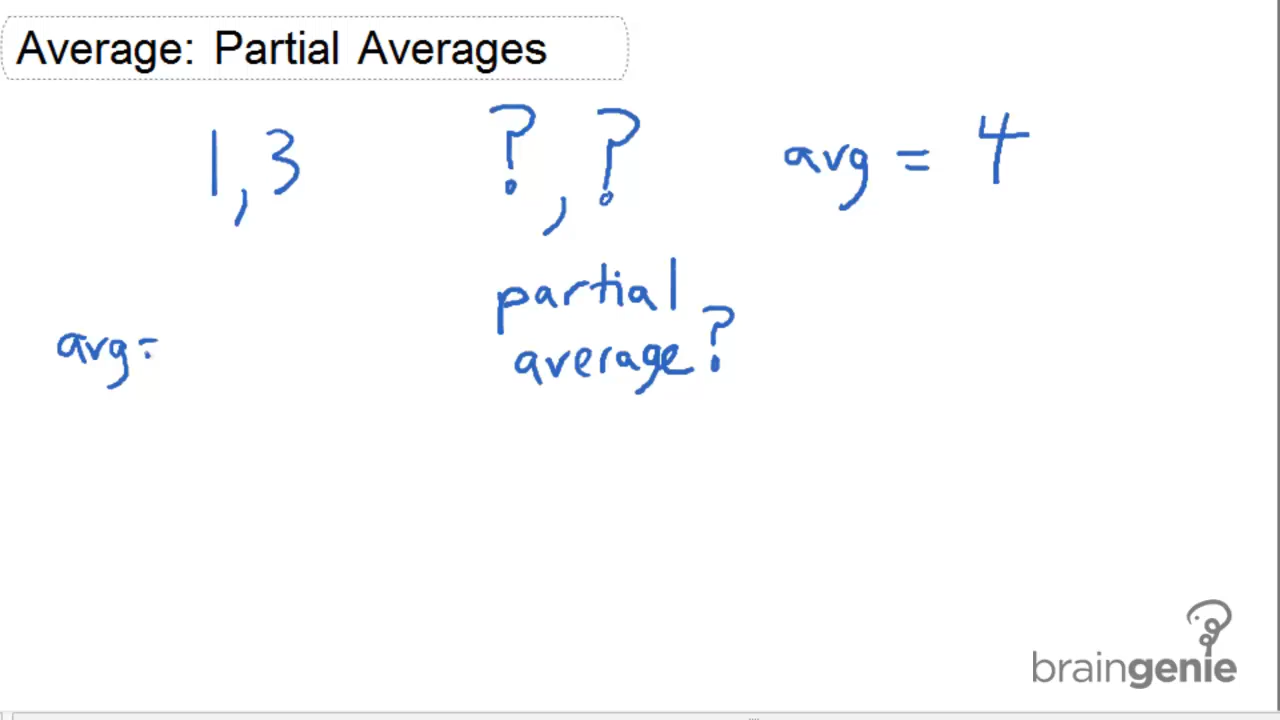 Average: Partial Averages
1, 3 ?, ? avg = 4
partial
avg= average?
braingenie